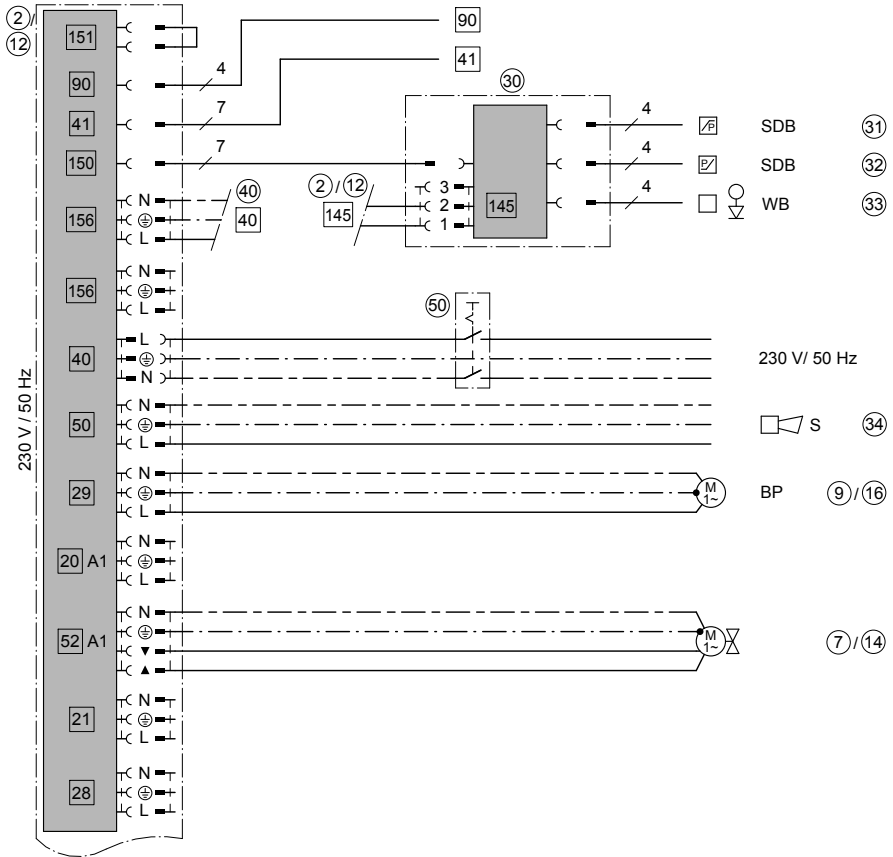 2 /
12
151
90
90
4
41
41
7
30
150
7
4
P SDB 31
4
P SDB 32
4
WB 33
2 / 12
145
3
2
1
145
156
N
L
40
40
156
N
L
50
40
L
N
230 V/ 50 Hz
230 V / 50 Hz
50
N
L
S 34
29
N
L
M
1~
BP 9 / 16
20 A1
N
L
52 A1
N
M
1~
7 / 14
21
N
L
28
N
L